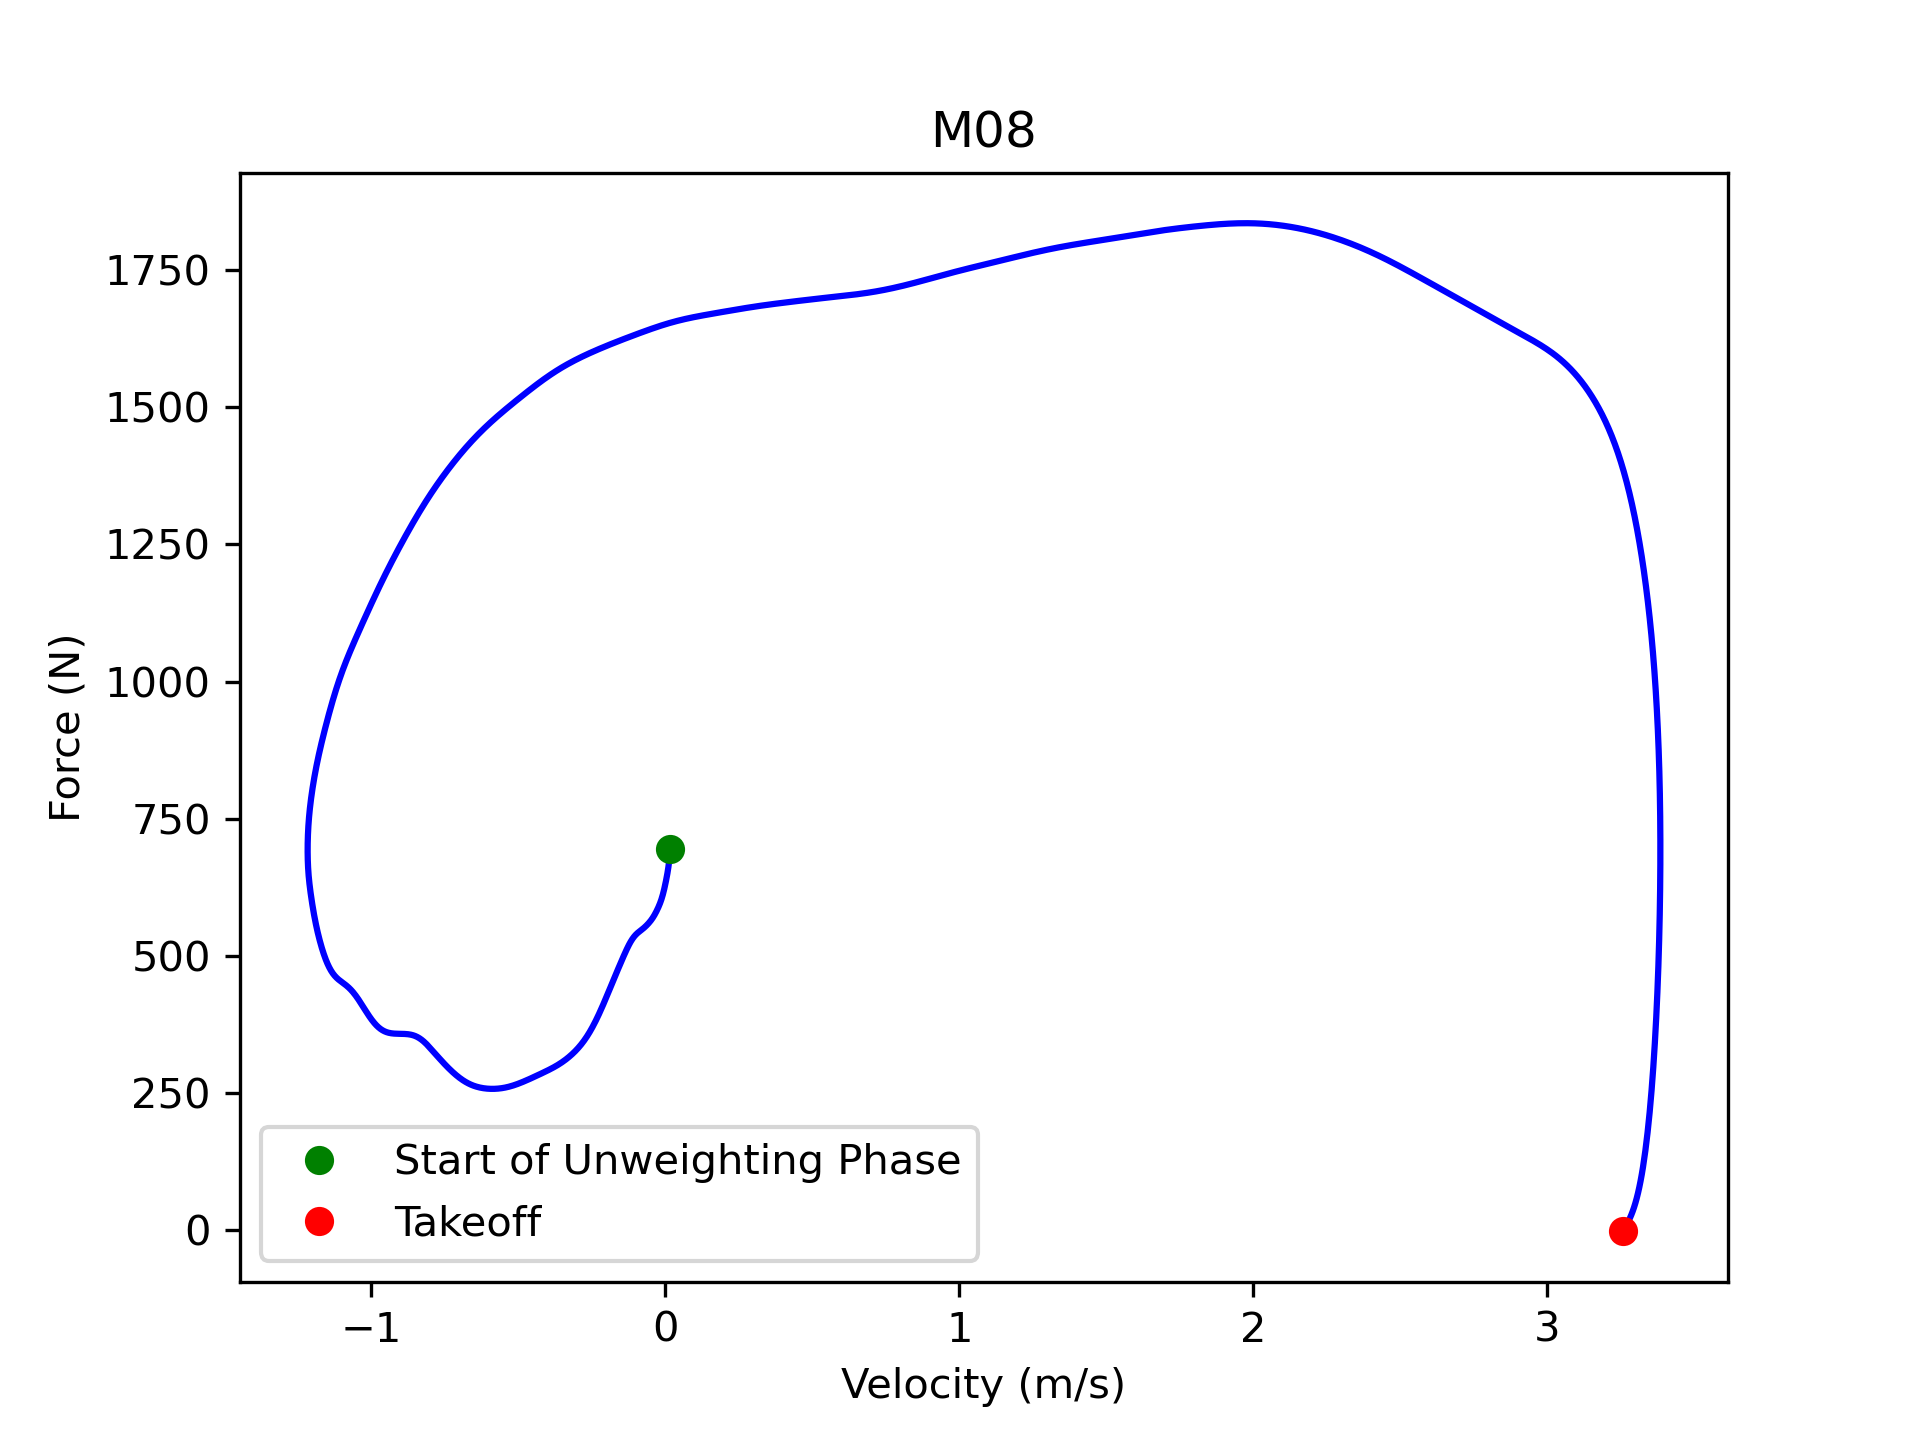 M08
1750
1500
1250
1000
750
500
250
0
Force (N)
Start of Unweighting Phase
Takeoff
−1 0 1 2 3
Velocity (m/s)